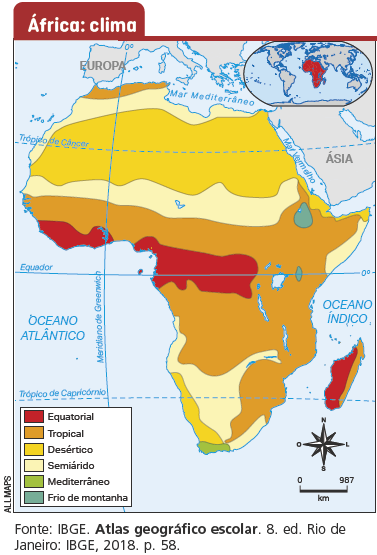 África: clima
EUROPA
Mar Mediterrâneo
Trópico de Câncer
Mar Vermelho
ÁSIA
Equador
0°
Meridiano de Greenwich
0°
OCEANO
ATLÂNTICO
OCEANO
ÍNDICO
Trópico de Capricórnio
Equatorial
Tropical
Desértico
Semiárido
Mediterrâneo
Frio de montanha
N
O
L
S
0
987
km
ALLMAPS
Fonte: IBGE. Atlas geográfico escolar. 8. ed. Rio de
Janeiro: IBGE, 2018. p. 58.